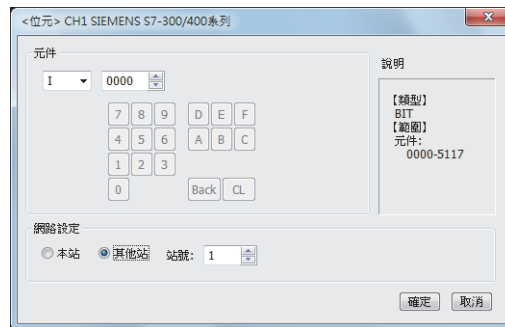 <位元> CH1 SIEMENS S7-300/400系列
元件
I 0000
7 8 9 D E F
4 5 6 A B C
1 2 3
0 Back CL
說明
【類型】
BIT
【範圍】
元件:
0000-5117
網路設定
本站 其他站 站號: 1
確定 取消